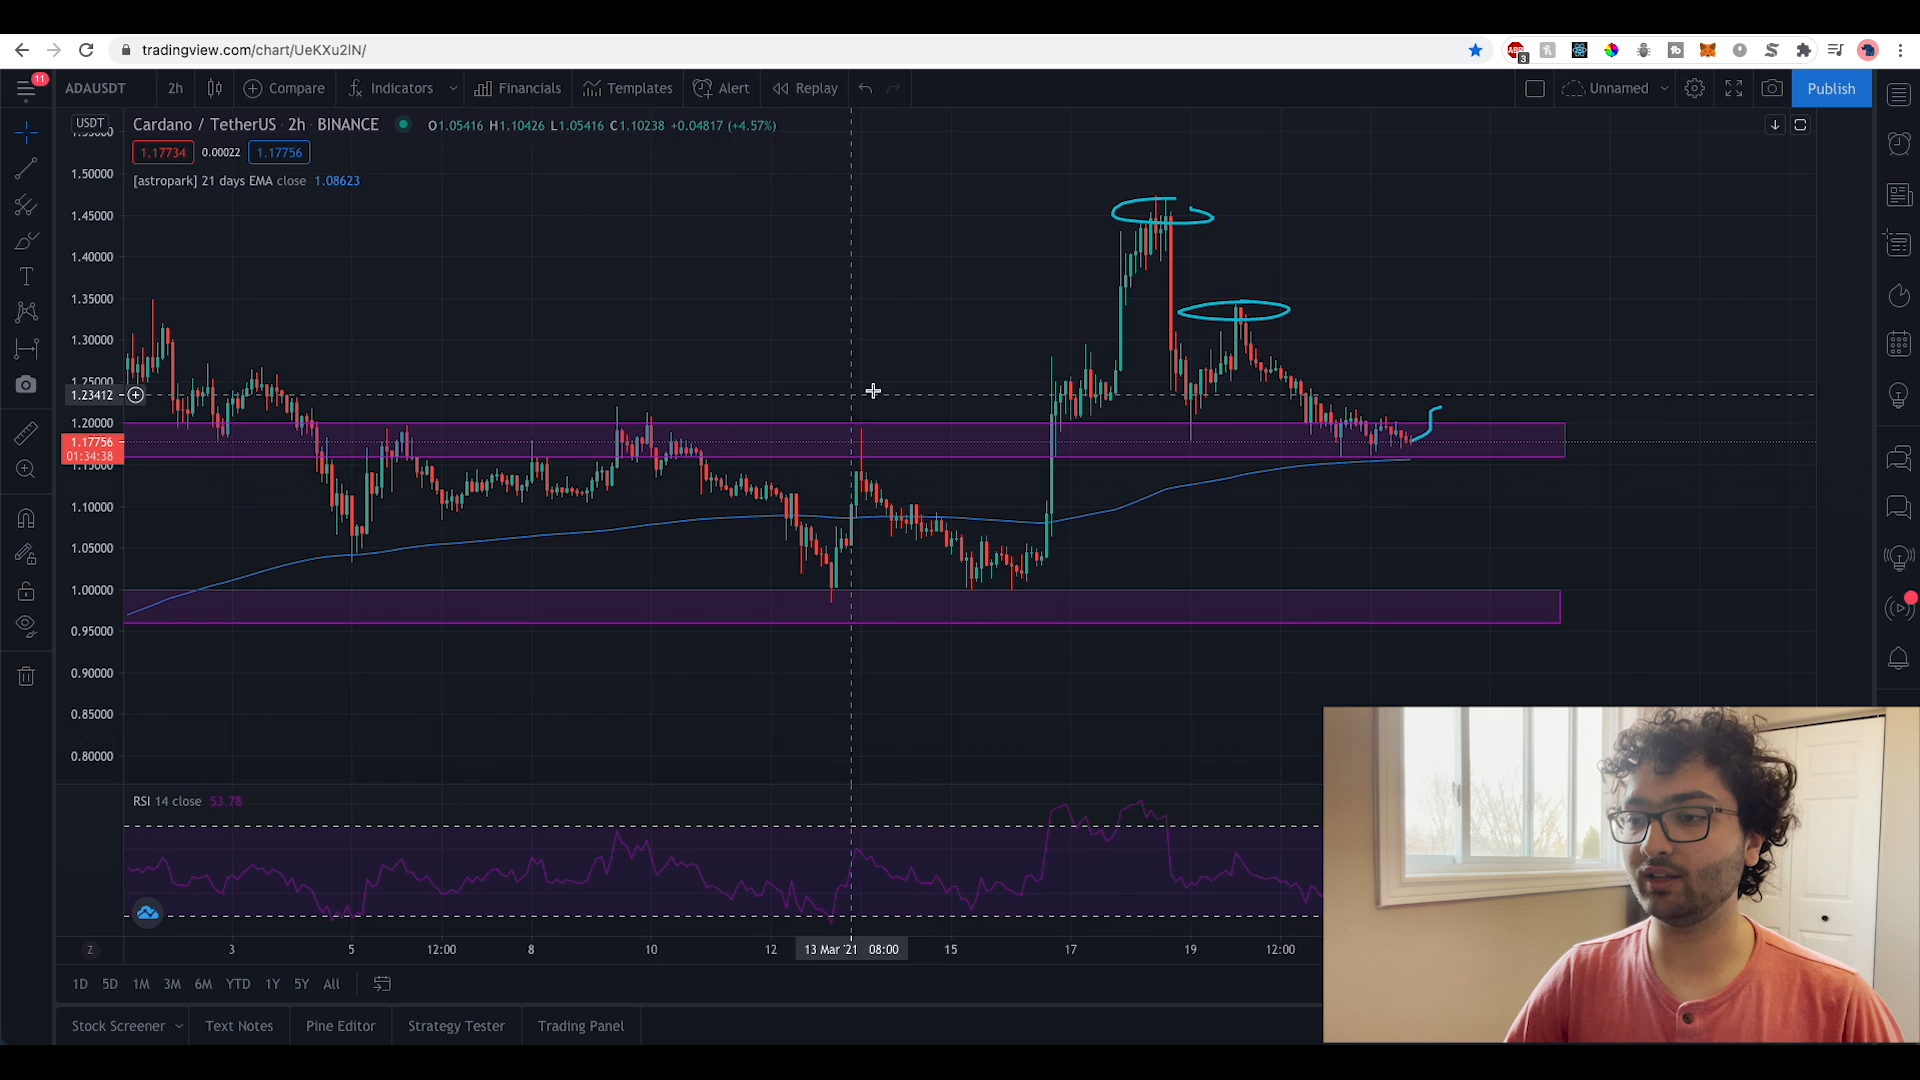 tradingview.com/chart/UeKXu2lN/
3
11
ADAUSDT 2h Compare Indicators Financials Templates Alert Replay Unnamed Publish
USDT Cardano / TetherUS · 2h · BINANCE O1.05416 H1.10426 L1.05416 C1.10238 +0.04817 (+4.57%)
1.17734 0.00022 1.17756
[astropark] 21 days EMA close 1.08623
1.50000
1.45000
1.40000
1.35000
1.30000
1.25000
1.23412
1.20000
1.17756
01:34:38
1.15000
1.10000
1.05000
1.00000
0.95000
0.90000
0.85000
0.80000
RSI 14 close 53.78
Z 3 5 12:00 8 10 12 13 Mar '21 08:00 15 17 19 12:00
1D 5D 1M 3M 6M YTD 1Y 5Y All
Stock Screener Text Notes Pine Editor Strategy Tester Trading Panel